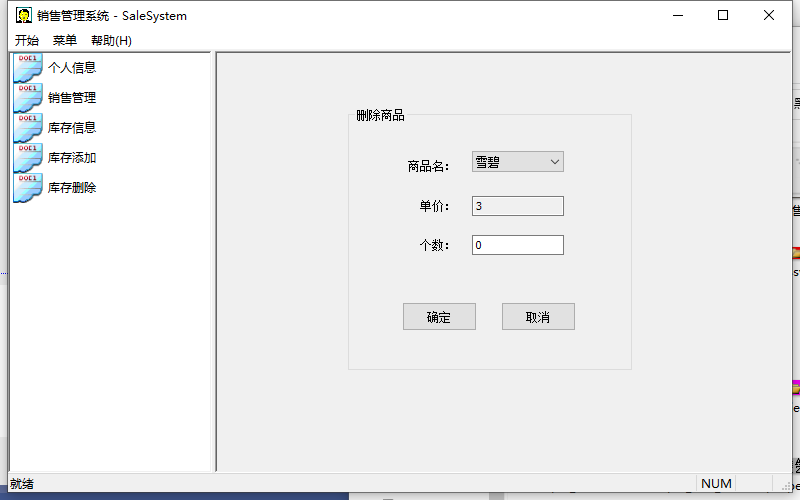 销售管理系统 - SaleSystem
开始 菜单 帮助(H)
DOC1 个人信息
DOC1 销售管理
DOC1 库存信息
DOC1 库存添加
DOC1 库存删除
删除商品
商品名： 雪碧
单价： 3
个数： 0
确定 取消
就绪 NUM